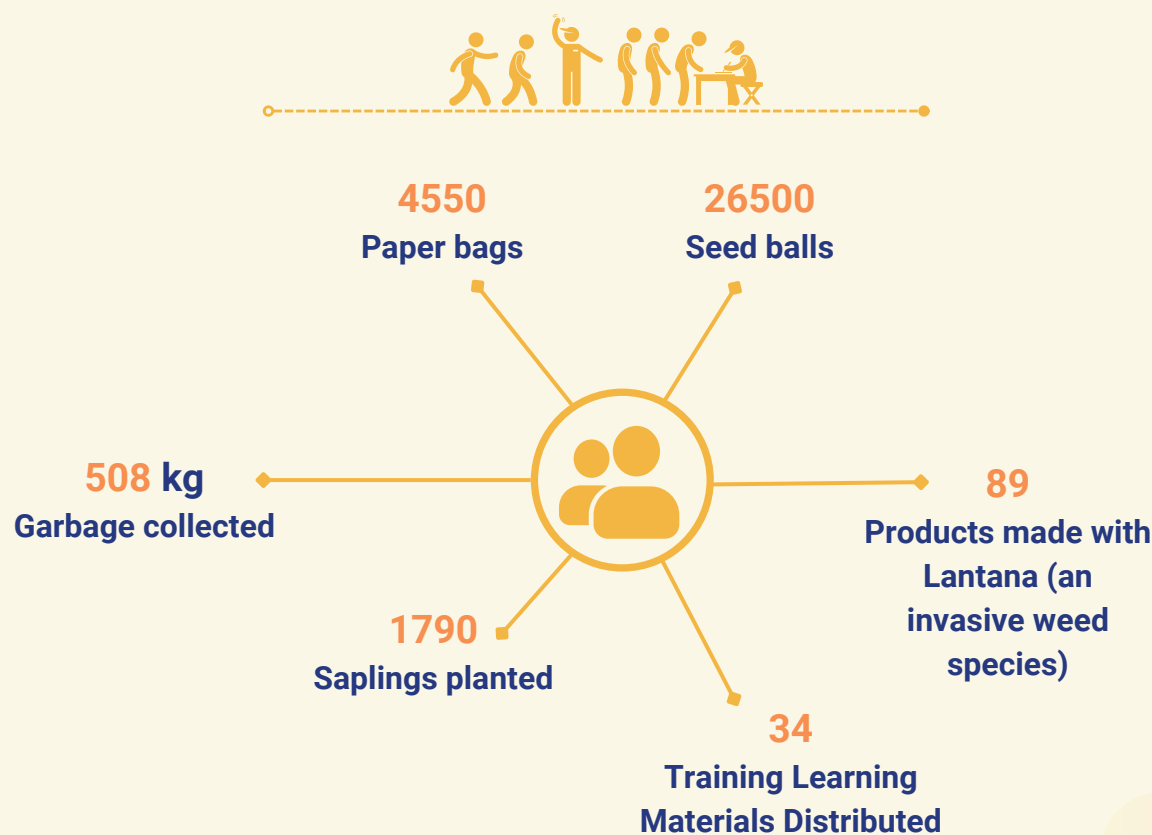 4550
Paper bags
26500
Seed balls
508 kg
Garbage collected
89
Products made with
Lantana (an
invasive weed
species)
1790
Saplings planted
34
Training Learning
Materials Distributed